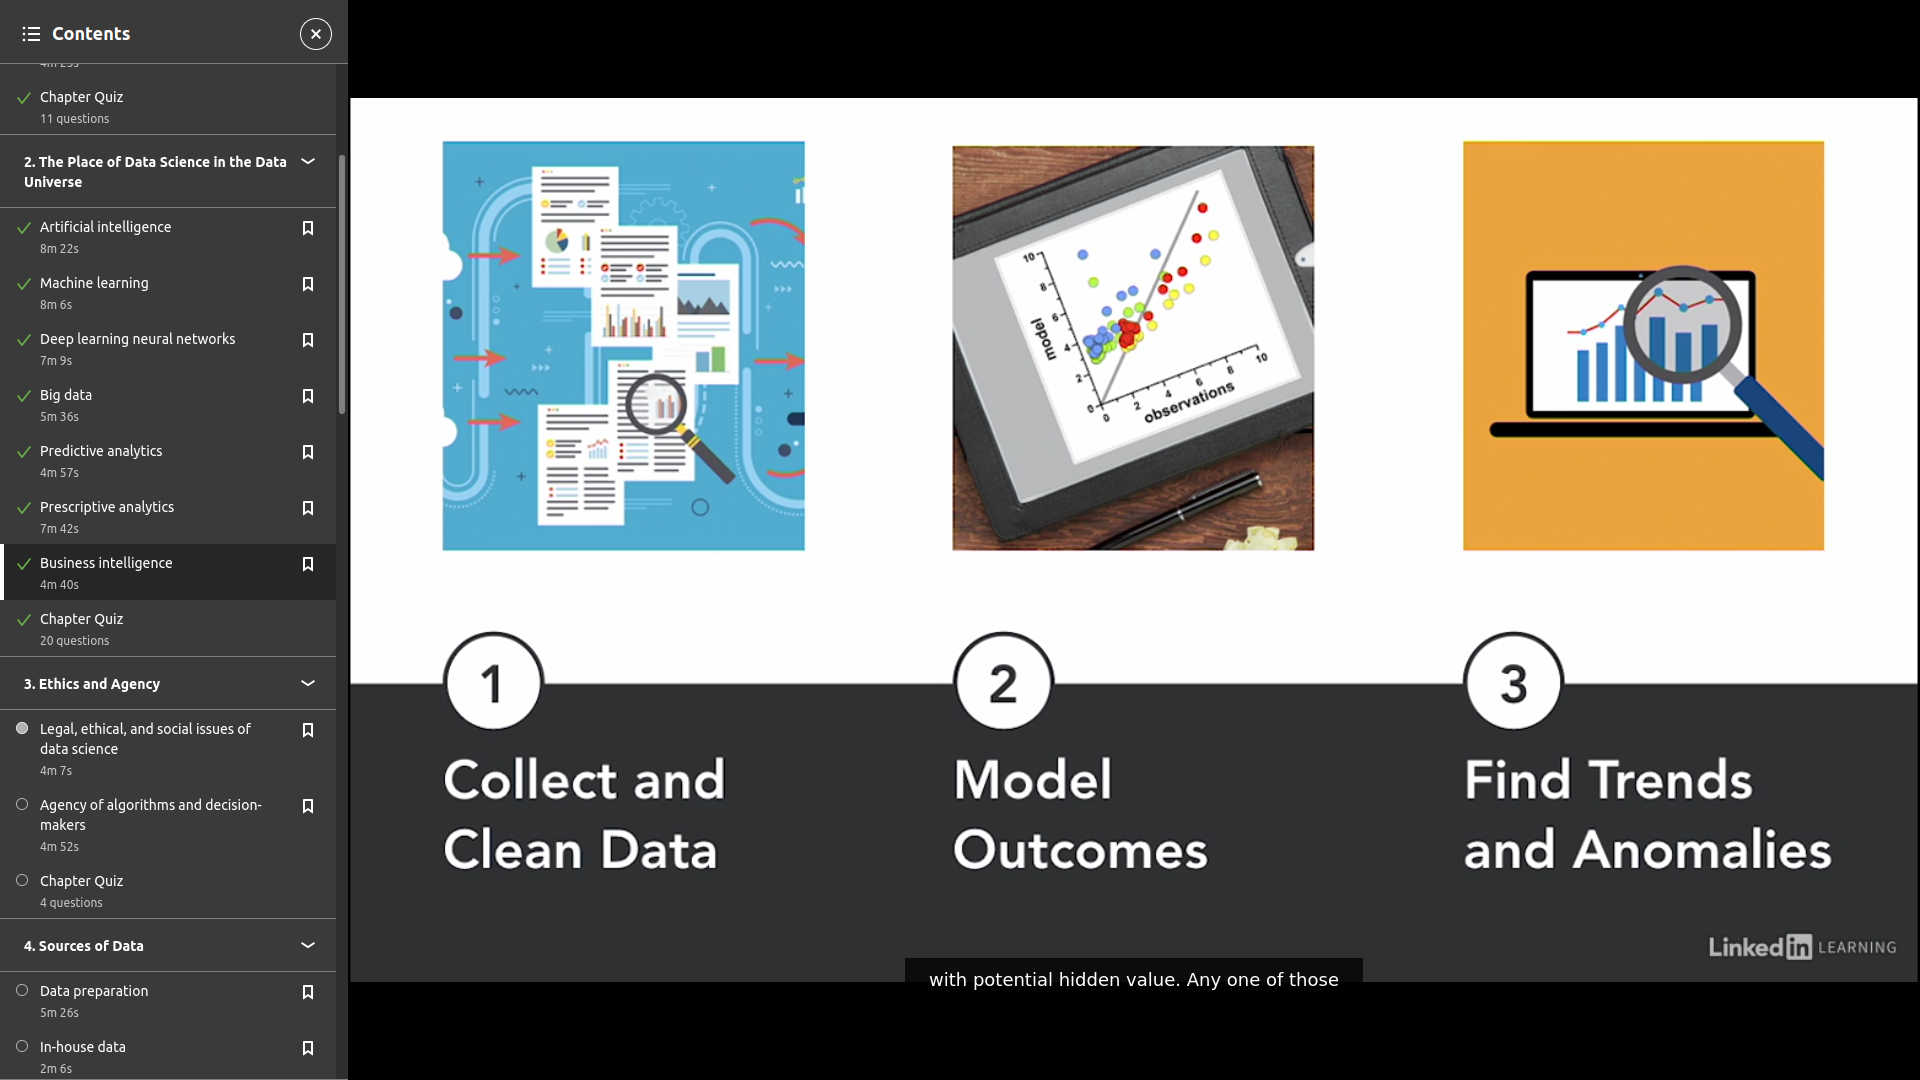 Contents
Chapter Quiz
11 questions
2. The Place of Data Science in the Data
Universe
Artificial intelligence
8m 22s
Machine learning
8m 6s
Deep learning neural networks
7m 9s
Big data
5m 36s
Predictive analytics
4m 57s
Prescriptive analytics
7m 42s
Business intelligence
4m 40s
Chapter Quiz
20 questions
3. Ethics and Agency
Legal, ethical, and social issues of
data science
4m 7s
Agency of algorithms and decision-
makers
4m 52s
Chapter Quiz
4 questions
4. Sources of Data
Data preparation
5m 26s
In-house data
2m 6s
10
8
6
4
2
0
model
0 2 4 6 8 10
observations
1
Collect and
Clean Data
2
Model
Outcomes
3
Find Trends
and Anomalies
LinkedIn LEARNING
with potential hidden value. Any one of those